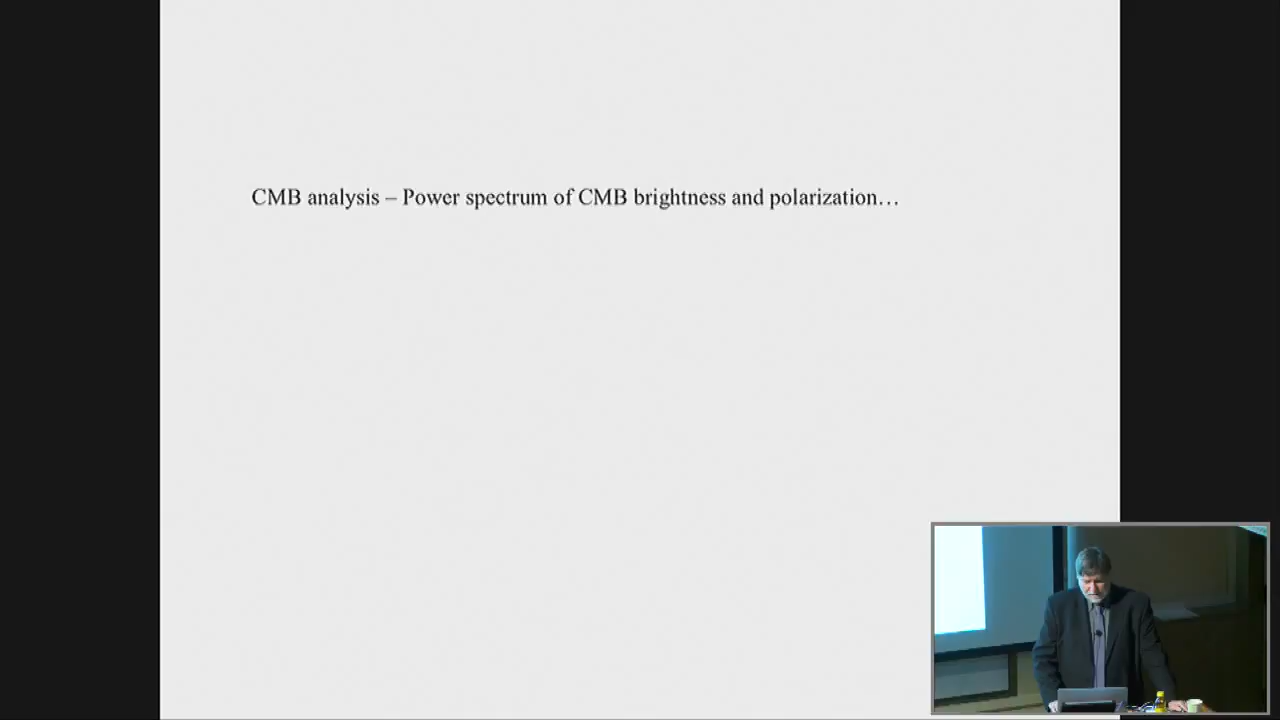 CMB analysis – Power spectrum of CMB brightness and polarization…